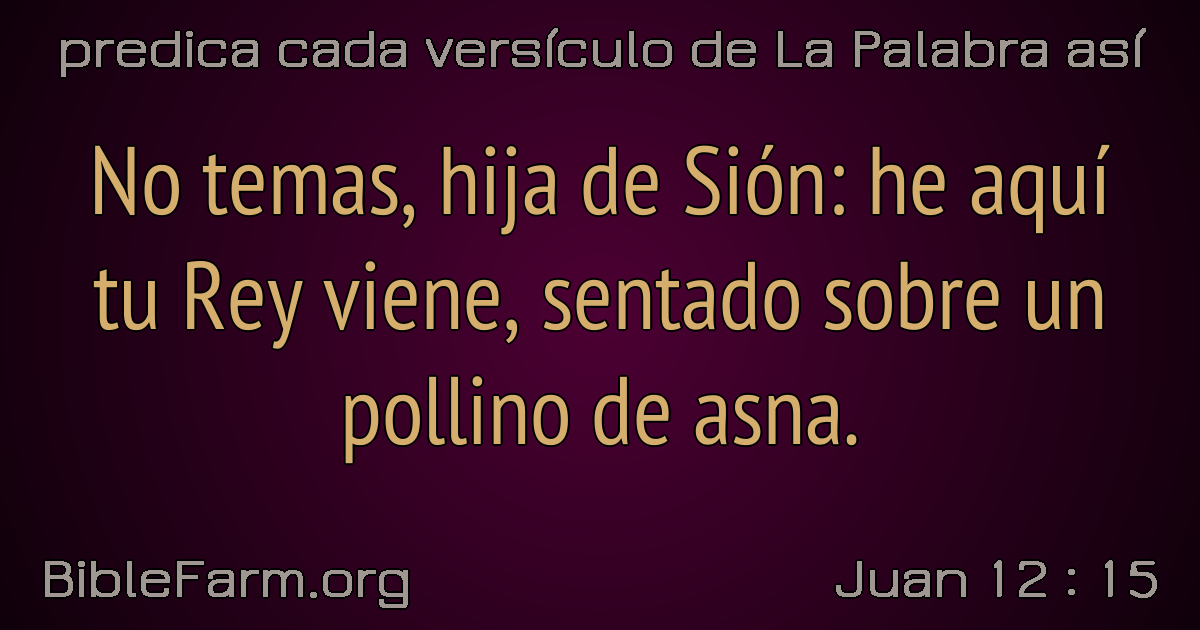 predica cada versículo de La Palabra así
No temas, hija de Sión: he aquí
tu Rey viene, sentado sobre un
pollino de asna.
BibleFarm.org
Juan 12 : 15